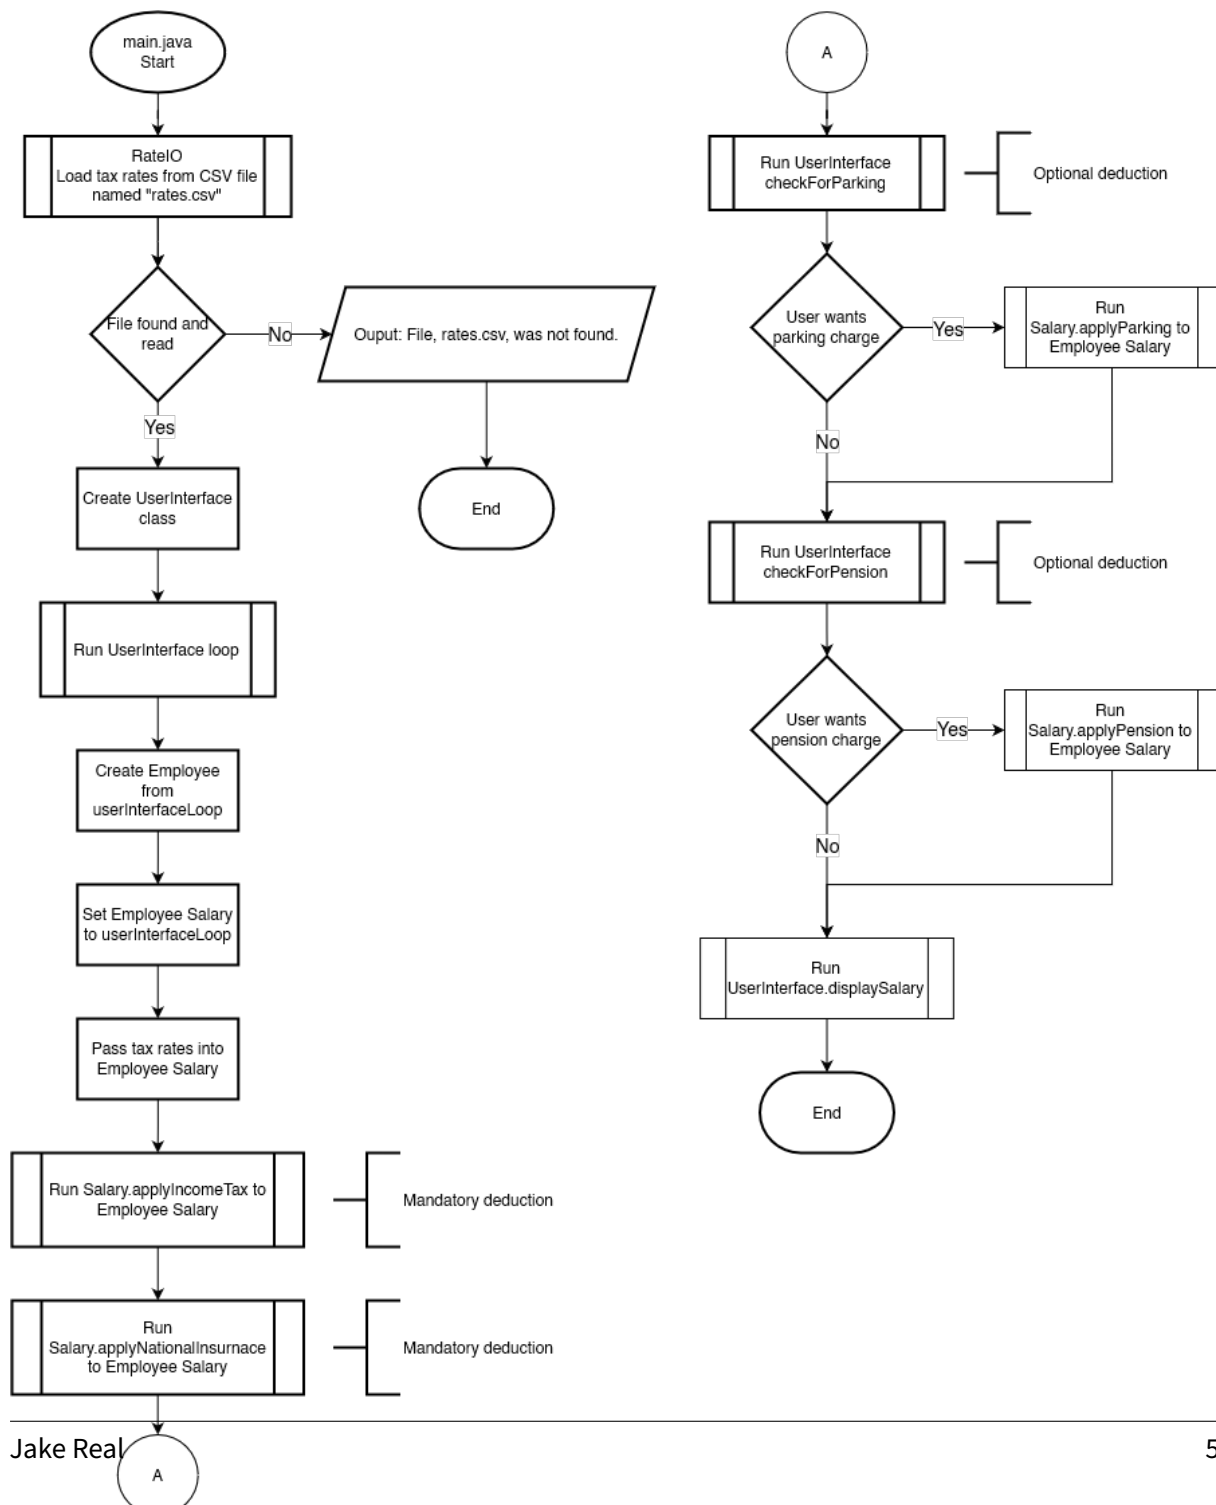 main.java
Start
RateIO
Load tax rates from CSV file
named "rates.csv"
File found and
read
No
Ouput: File, rates.csv, was not found.
End
Yes
Create UserInterface
class
Run UserInterface loop
Create Employee
from
userInterfaceLoop
Set Employee Salary
to userInterfaceLoop
Pass tax rates into
Employee Salary
Run Salary.applyIncomeTax to
Employee Salary
Mandatory deduction
Run
Salary.applyNationalInsurnace
to Employee Salary
Mandatory deduction
A
A
Run UserInterface
checkForParking
Optional deduction
User wants
parking charge
Yes
Run
Salary.applyParking to
Employee Salary
No
Run UserInterface
checkForPension
Optional deduction
User wants
pension charge
Yes
Run
Salary.applyPension to
Employee Salary
No
Run
UserInterface.displaySalary
End
Jake Real
5